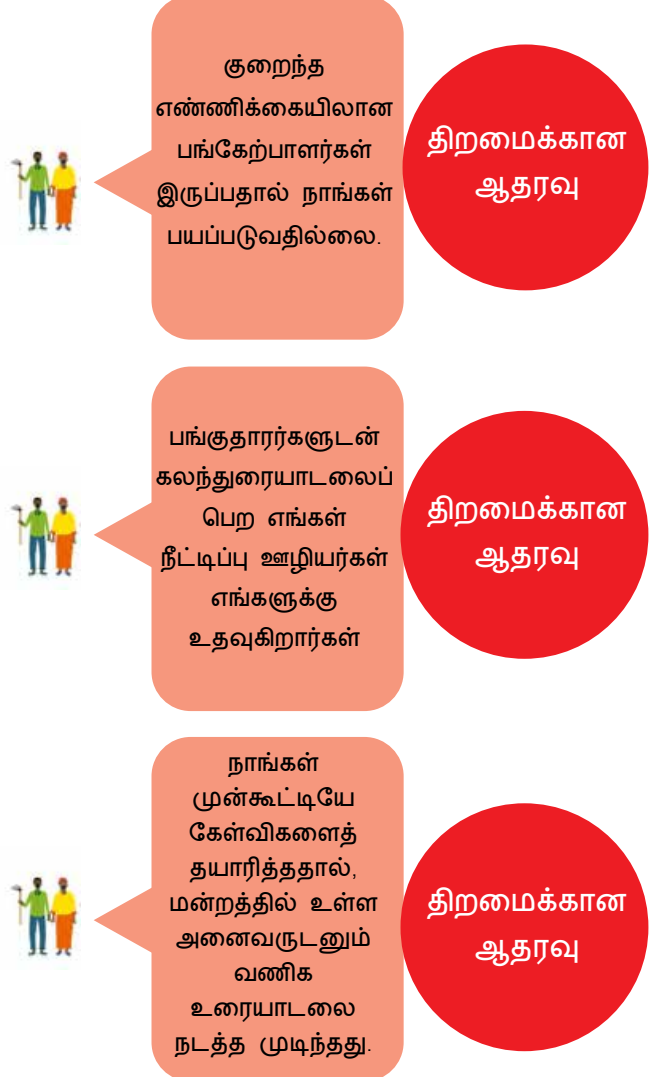 குறைந்த
எண்ணிக்கையிலான
பங்கேற்பாளர்கள்
இருப்பதால் நாங்கள்
பயப்படுவதில்லை.
திறமைக்கான
ஆதரவு
பங்குதாரர்களுடன்
கலந்துரையாடலைப்
பெற எங்கள்
நீட்டிப்பு ஊழியர்கள்
எங்களுக்கு
உதவுகிறார்கள்
திறமைக்கான
ஆதரவு
நாங்கள்
முன்கூட்டியே
கேள்விகளைத்
தயாரித்ததால்,
மன்றத்தில் உள்ள
அனைவருடனும்
வணிக
உரையாடலை
நடத்த முடிந்தது.
திறமைக்கான
ஆதரவு